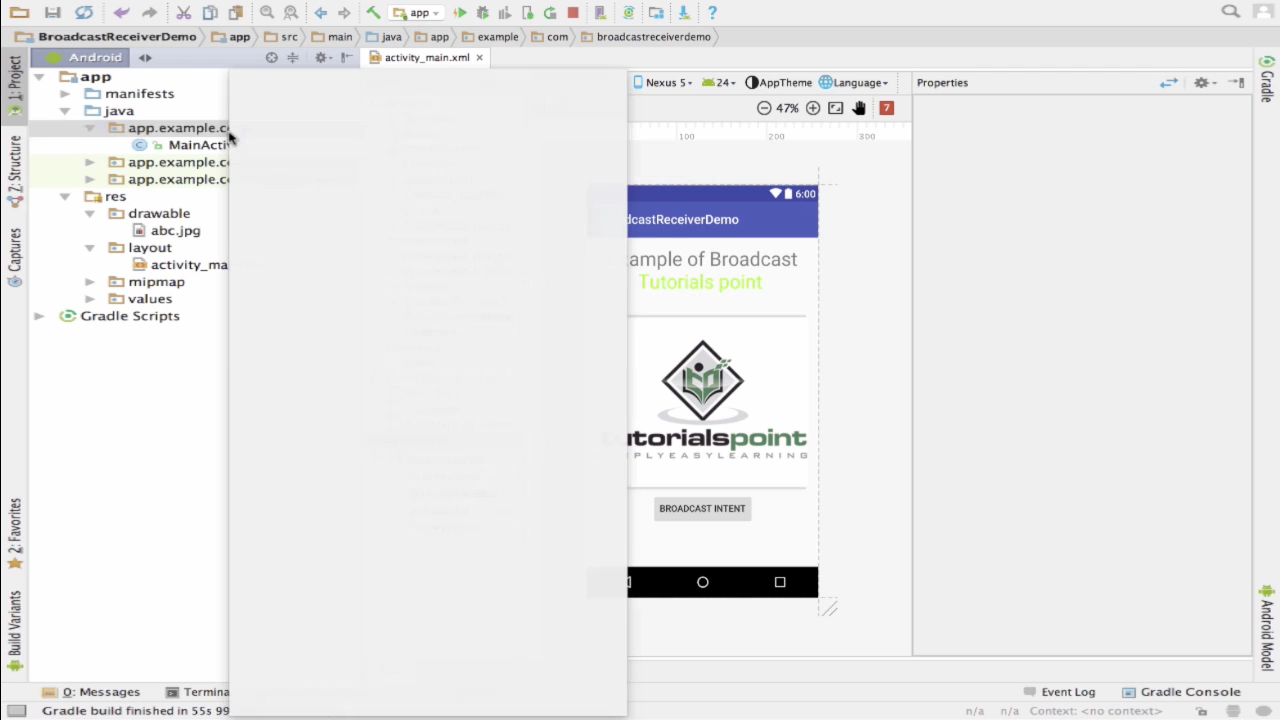 app
BroadcastReceiverDemo
app
src
main
java
app
example
com
broadcastreceiverdemo
1: Project
Z: Structure
Captures
2: Favorites
Build Variants
Android
activity_main.xml
app
manifests
java
app.example.c
MainActi
app.example.c
app.example.c
res
drawable
abc.jpg
layout
activity_ma
mipmap
values
Gradle Scripts
Nexus 5
24
AppTheme
Language
47%
7
100
200
300
6:00
dcastReceiverDemo
ample of Broadcast
Tutorials point
utorialspoint
PLYEASYLEARNING
BROADCAST INTENT
Properties
Gradle
Android Model
0: Messages
Termina
Event Log
Gradle Console
Gradle build finished in 55s 99
n/a
n/a
Context: <no context>